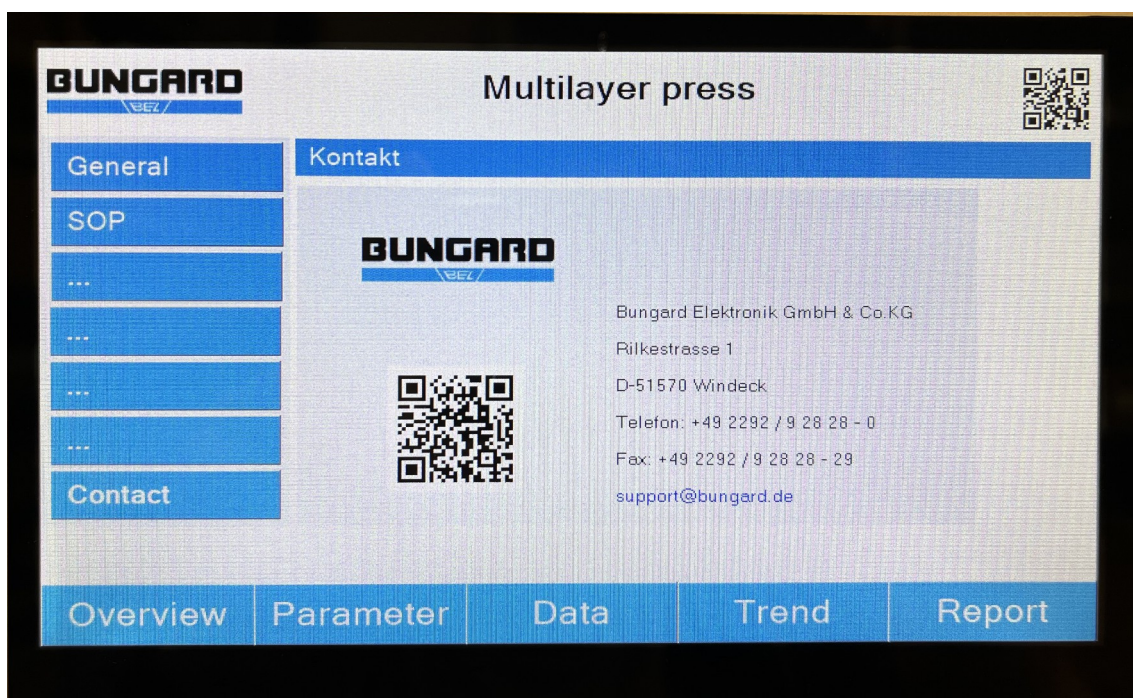 BUNGARD
BEL
Multilayer press
General
SOP
...
...
...
...
Contact
Kontakt
BUNGARD
BEL
Bungard Elektronik GmbH & Co.KG
Rilkestrasse 1
D-51570 Windeck
Telefon: +49 2292 / 9 28 28 - 0
Fax: +49 2292 / 9 28 28 - 29
support@bungard.de
Overview
Parameter
Data
Trend
Report